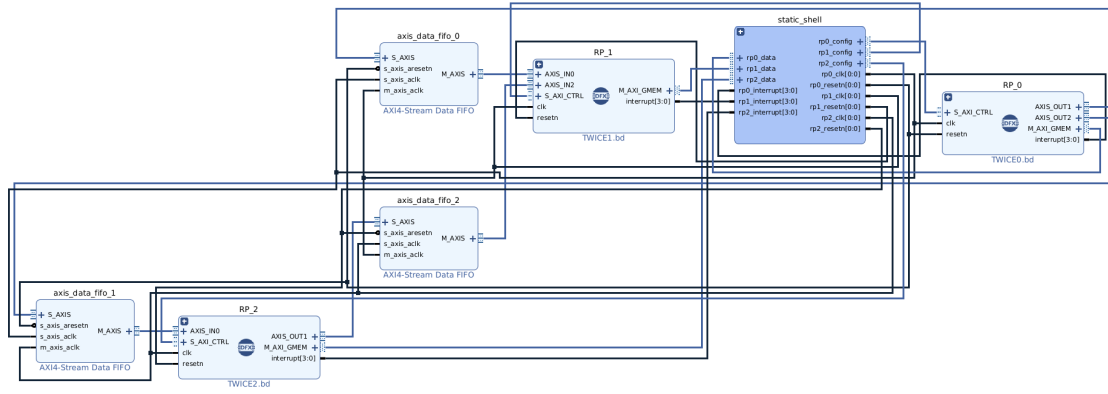 axis_data_fifo_0
S_AXIS
s_axis_aresetn
s_axis_aclk
m_axis_aclk
M_AXIS
AXI4-Stream Data FIFO
RP_1
AXIS_IN0
AXIS_IN2
S_AXI_CTRL
clk
resetn
DFX
M_AXI_GMEM
interrupt[3:0]
TWICE1.bd
static_shell
rp0_data
rp1_data
rp2_data
rp0_interrupt[3:0]
rp1_interrupt[3:0]
rp2_interrupt[3:0]
rp0_config
rp1_config
rp2_config
rp0_clk[0:0]
rp0_resetn[0:0]
rp1_clk[0:0]
rp1_resetn[0:0]
rp2_clk[0:0]
rp2_resetn[0:0]
RP_0
S_AXI_CTRL
clk
resetn
DFX
AXIS_OUT1
AXIS_OUT2
M_AXI_GMEM
interrupt[3:0]
TWICE0.bd
axis_data_fifo_2
S_AXIS
s_axis_aresetn
s_axis_aclk
m_axis_aclk
M_AXIS
AXI4-Stream Data FIFO
axis_data_fifo_1
S_AXIS
s_axis_aresetn
s_axis_aclk
m_axis_aclk
M_AXIS
AXI4-Stream Data FIFO
RP_2
AXIS_IN0
S_AXI_CTRL
clk
resetn
DFX
AXIS_OUT1
M_AXI_GMEM
interrupt[3:0]
TWICE2.bd